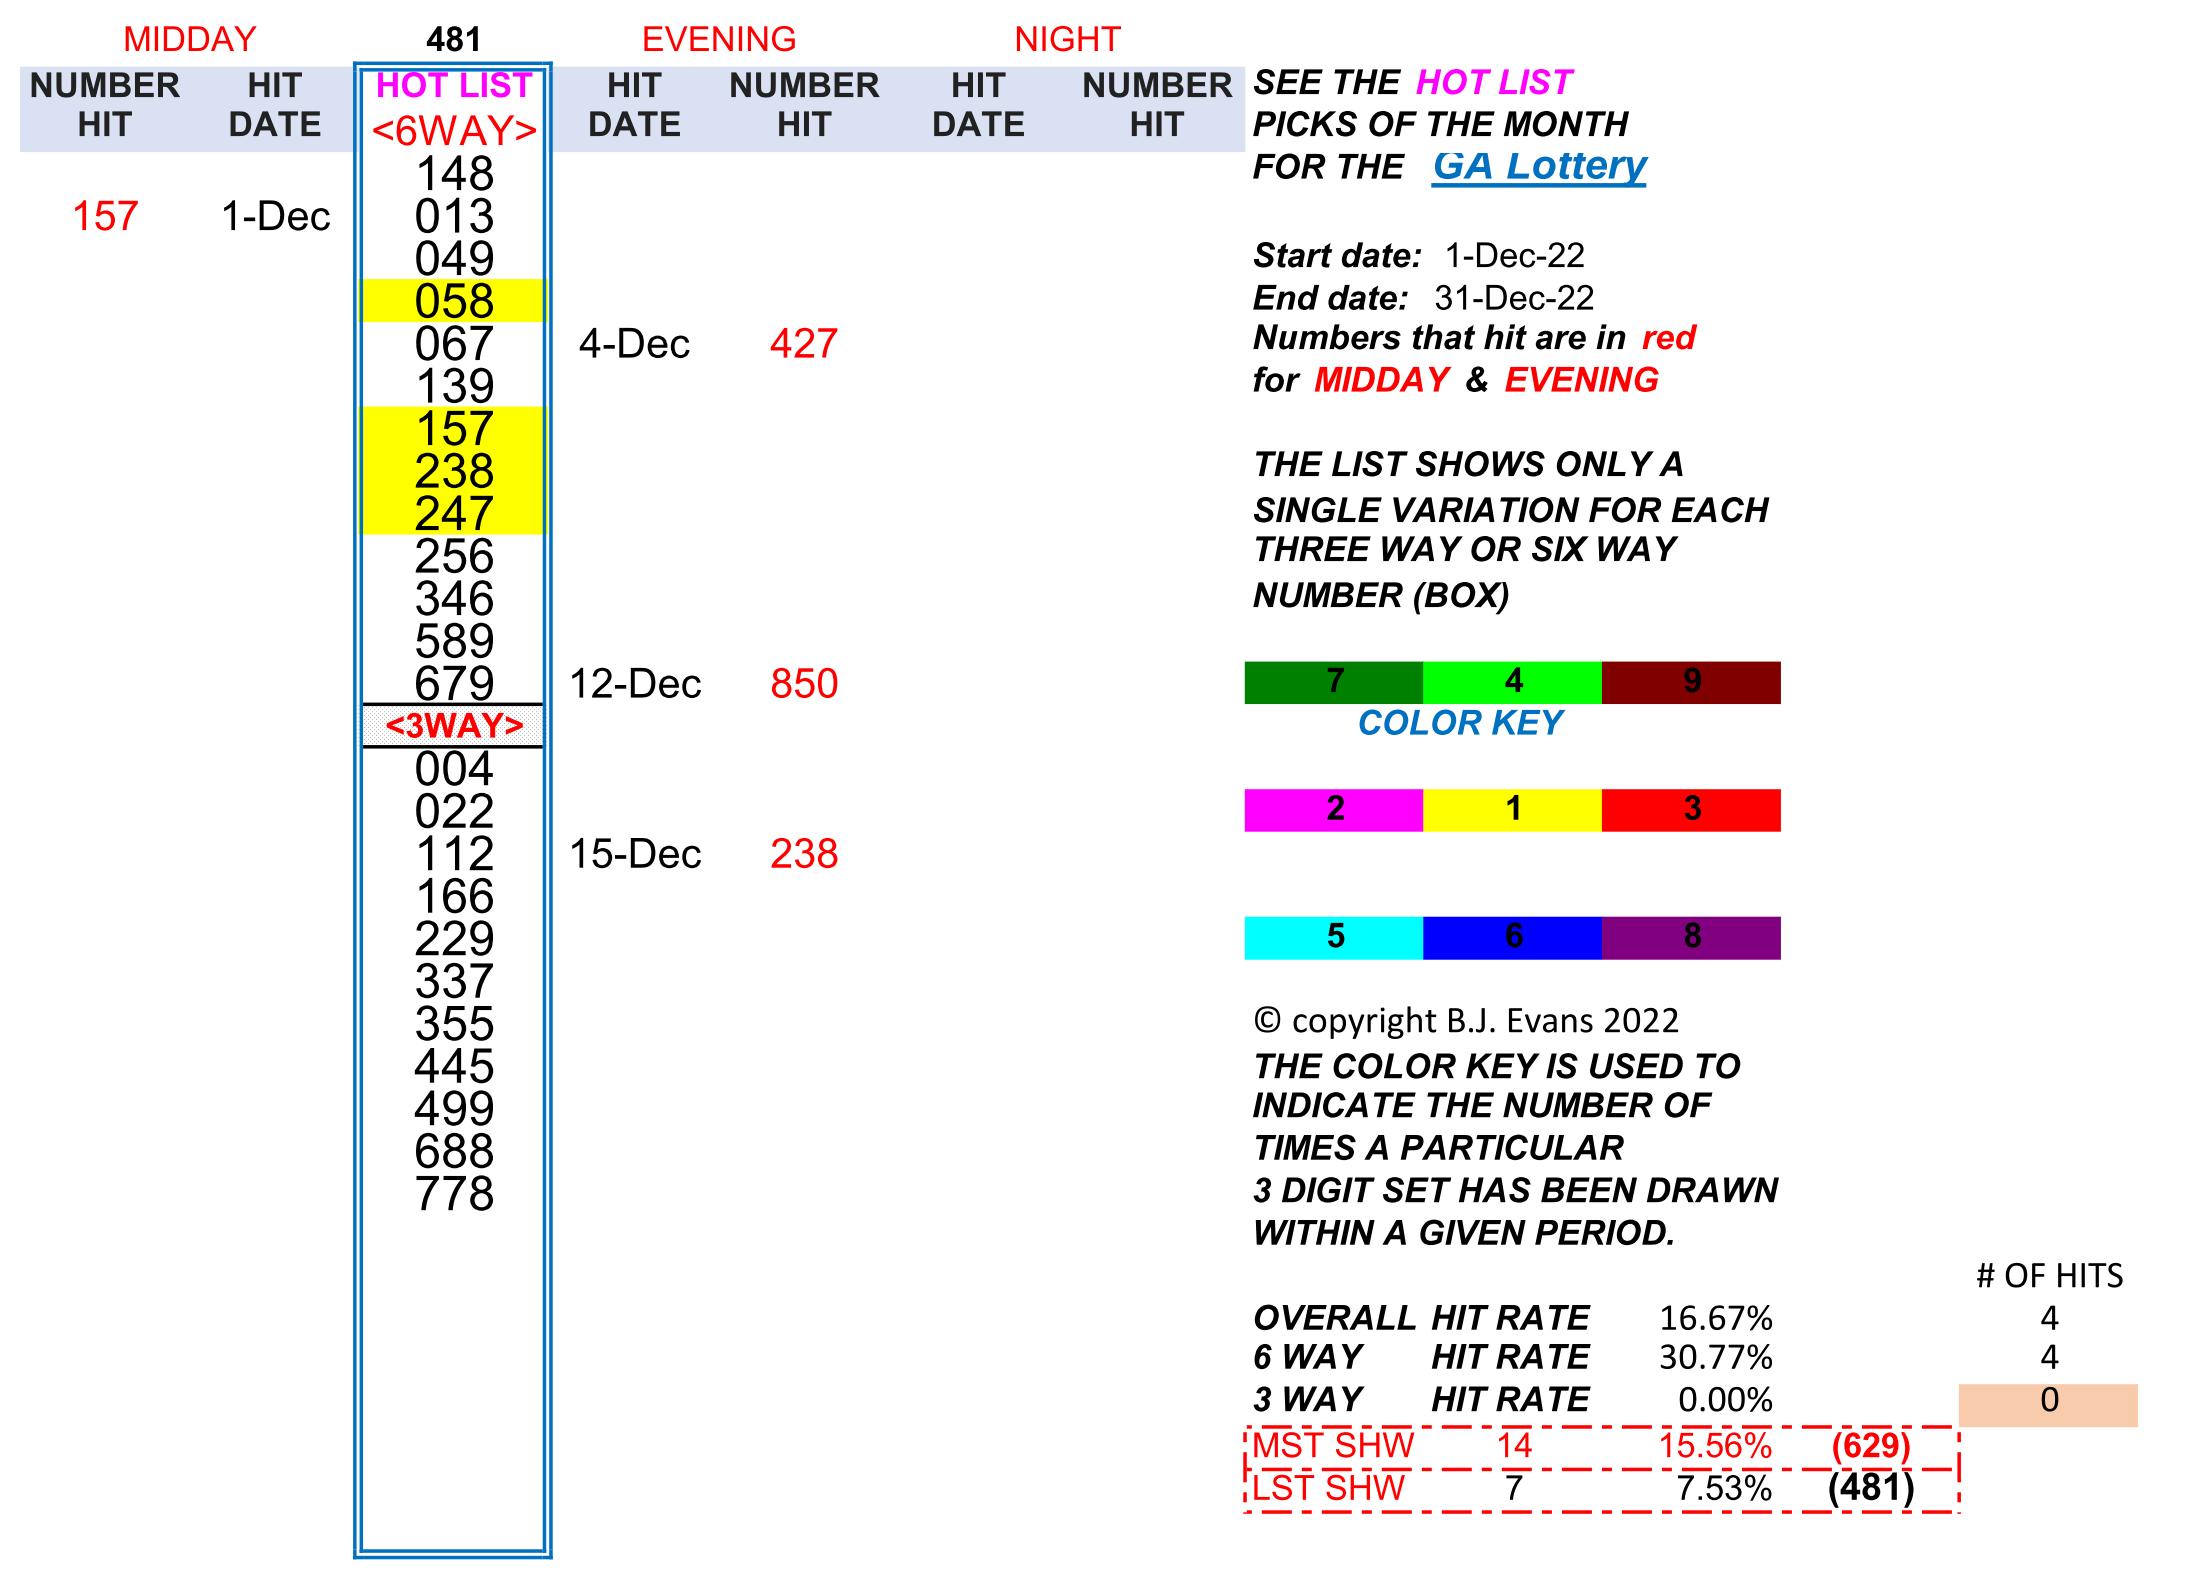 MIDDAY 481 EVENING NIGHT
NUMBER HIT HOT LIST HIT NUMBER HIT NUMBER
HIT DATE <6WAY> DATE HIT DATE HIT
SEE THE HOT LIST
PICKS OF THE MONTH
148 FOR THE GA Lottery
157 1-Dec 013
049 Start date: 1-Dec-22
058 End date: 31-Dec-22
067 4-Dec 427 Numbers that hit are in red
139 for MIDDAY & EVENING
157
238 THE LIST SHOWS ONLY A
247 SINGLE VARIATION FOR EACH
256 THREE WAY OR SIX WAY
346 NUMBER (BOX)
589
679 12-Dec 850 7 4 9
<3WAY> COLOR KEY
004
022 2 1 3
112 15-Dec 238
166
229 5 6 8
337
355 © copyright B.J. Evans 2022
445 THE COLOR KEY IS USED TO
499 INDICATE THE NUMBER OF
688 TIMES A PARTICULAR
778 3 DIGIT SET HAS BEEN DRAWN
WITHIN A GIVEN PERIOD.
# OF HITS
OVERALL HIT RATE 16.67% 4
6 WAY HIT RATE 30.77% 4
3 WAY HIT RATE 0.00% 0
MST SHW 14 15.56% (629)
LST SHW 7 7.53% (481)